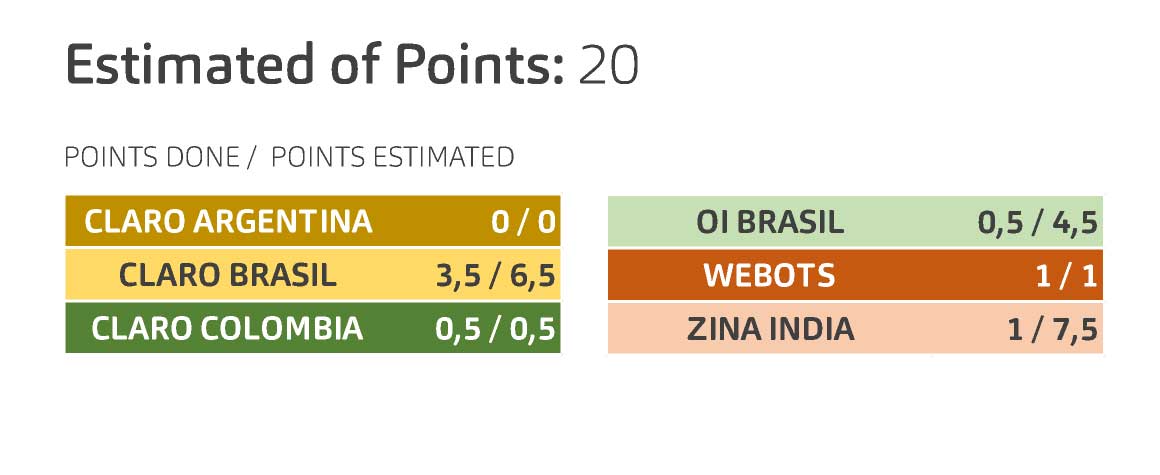 Estimated of Points: 20
POINTS DONE / POINTS ESTIMATED
CLARO ARGENTINA 0 / 0
CLARO BRASIL 3,5 / 6,5
CLARO COLOMBIA 0,5 / 0,5
OI BRASIL 0,5 / 4,5
WEBOTS 1 / 1
ZINA INDIA 1 / 7,5